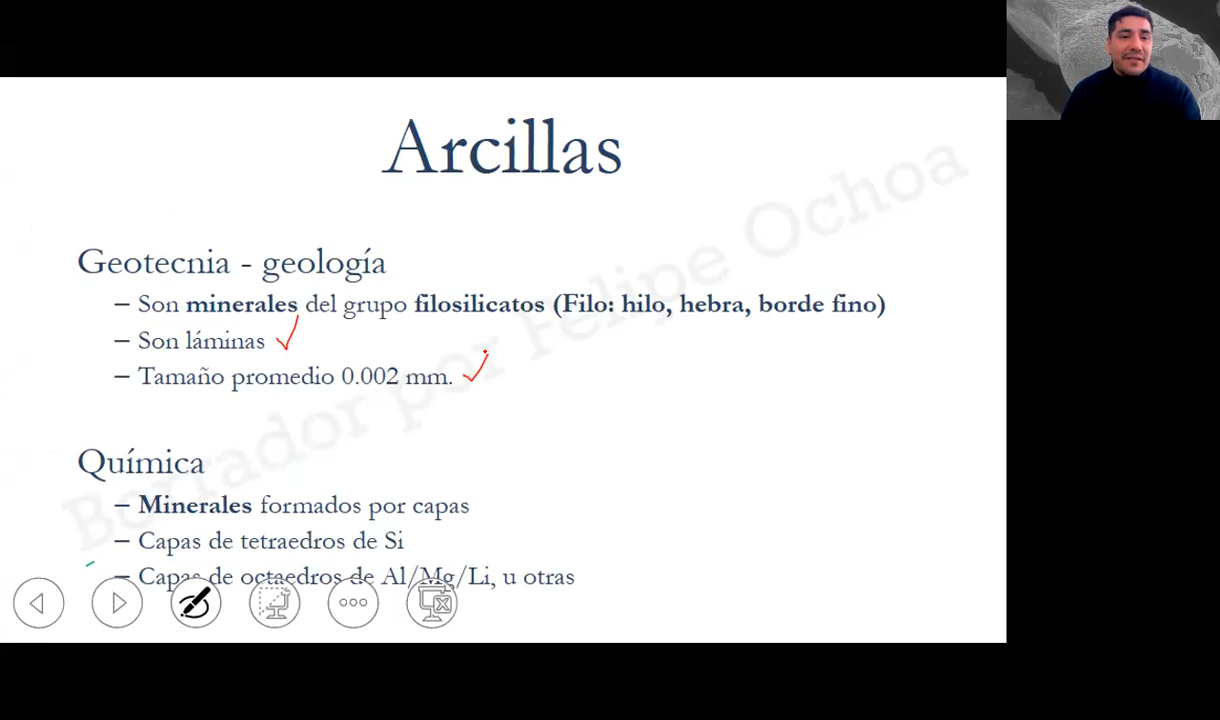 Arcillas
Geotecnia - geología
– Son minerales del grupo filosilicatos (Filo: hilo, hebra, borde fino)
– Son láminas
– Tamaño promedio 0.002 mm.
Química
– Minerales formados por capas
– Capas de tetraedros de Si
– Capas de octaedros de Al/Mg/Li, u otras
Borrador por Felipe Ochoa